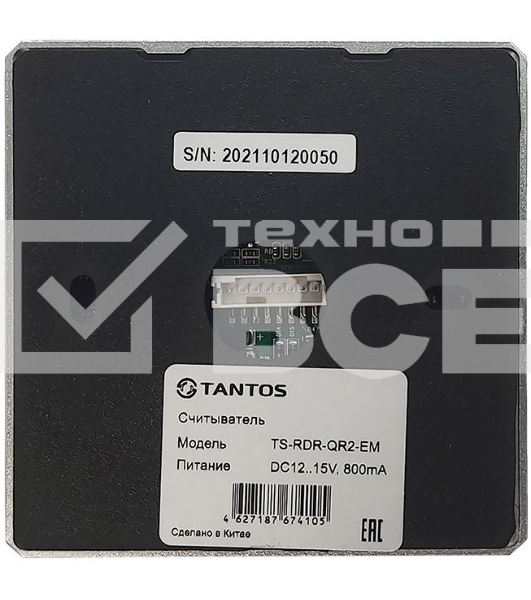 S/N: 202110120050
ТЕХНО
ВСЕ
TANTOS
Считыватель
Модель TS-RDR-QR2-EM
Питание DC12..15V, 800mA
4 627187 674105
Сделано в Китае
EAC